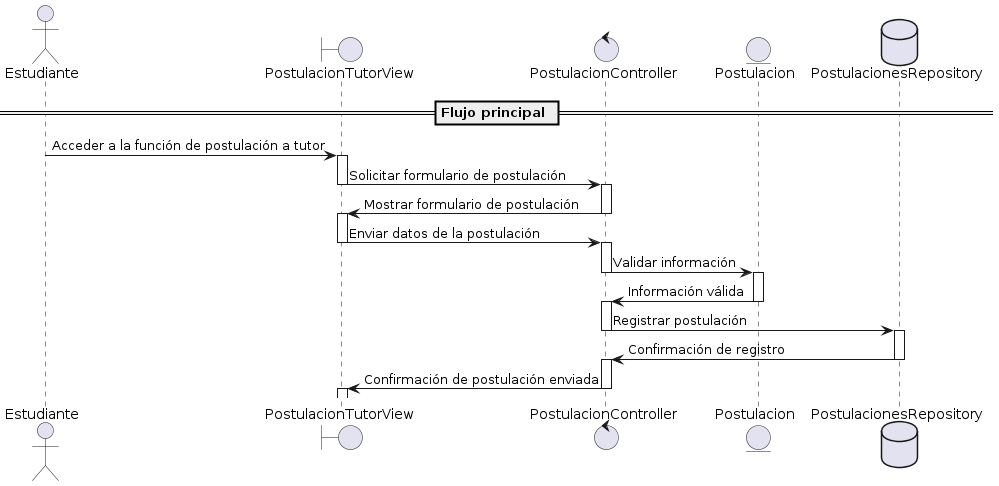 Estudiante
PostulacionTutorView
PostulacionController
Postulacion
PostulacionesRepository
Flujo principal
Acceder a la función de postulación a tutor
Solicitar formulario de postulación
Mostrar formulario de postulación
Enviar datos de la postulación
Validar información
Información válida
Registrar postulación
Confirmación de registro
Confirmación de postulación enviada
Estudiante
PostulacionTutorView
PostulacionController
Postulacion
PostulacionesRepository